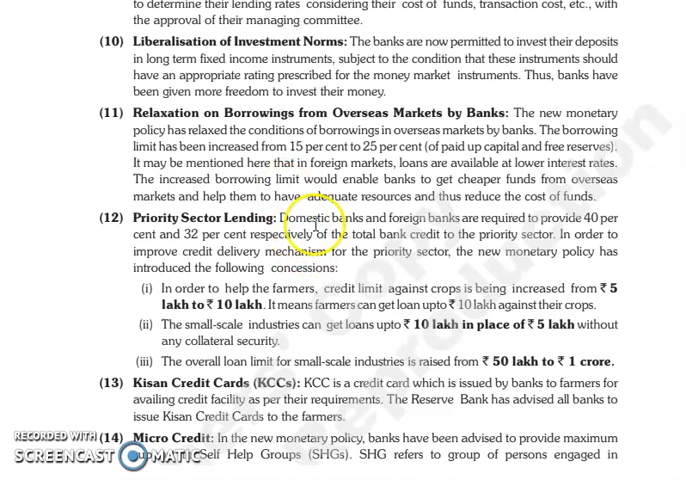 to determine their lending rates considering their cost of funds, transaction cost, etc., with
the approval of their managing committee.
(10) Liberalisation of Investment Norms: The banks are now permitted to invest their deposits
in long term fixed income instruments, subject to the condition that these instruments should
have an appropriate rating prescribed for the money market instruments. Thus, banks have
been given more freedom to invest their money.
(11) Relaxation on Borrowings from Overseas Markets by Banks: The new monetary
policy has relaxed the conditions of borrowings in overseas markets by banks. The borrowing
limit has been increased from 15 per cent to 25 per cent (of paid up capital and free reserves).
It may be mentioned here that in foreign markets, loans are available at lower interest rates.
The increased borrowing limit would enable banks to get cheaper funds from overseas
markets and help them to have adequate resources and thus reduce the cost of funds.
(12) Priority Sector Lending: Domestic banks and foreign banks are required to provide 40 per
cent and 32 per cent respectively of the total bank credit to the priority sector. In order to
improve credit delivery mechanism for the priority sector, the new monetary policy has
introduced the following concessions:
(i) In order to help the farmers, credit limit against crops is being increased from ₹ 5
lakh to ₹ 10 lakh. It means farmers can get loan upto ₹ 10 lakh against their crops.
(ii) The small-scale industries can get loans upto ₹ 10 lakh in place of ₹ 5 lakh without
any collateral security.
(iii) The overall loan limit for small-scale industries is raised from ₹ 50 lakh to ₹ 1 crore.
(13) Kisan Credit Cards (KCCs): KCC is a credit card which is issued by banks to farmers for
availing credit facility as per their requirements. The Reserve Bank has advised all banks to
issue Kisan Credit Cards to the farmers.
(14) Micro Credit: In the new monetary policy, banks have been advised to provide maximum
Self Help Groups (SHGs). SHG refers to group of persons engaged in
RECORDED WITH
SCREENCAST MATIC
Copy
Reproduction